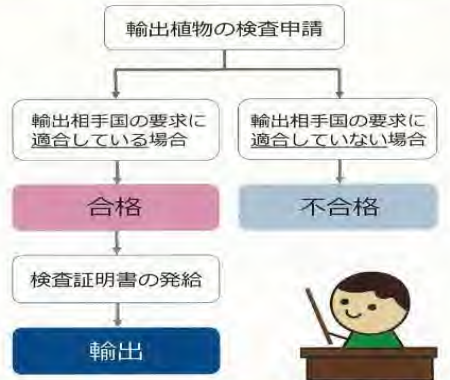 輸出植物の検査申請
輸出相手国の要求に
適合している場合
輸出相手国の要求に
適合していない場合
合格
不合格
検査証明書の発給
輸出